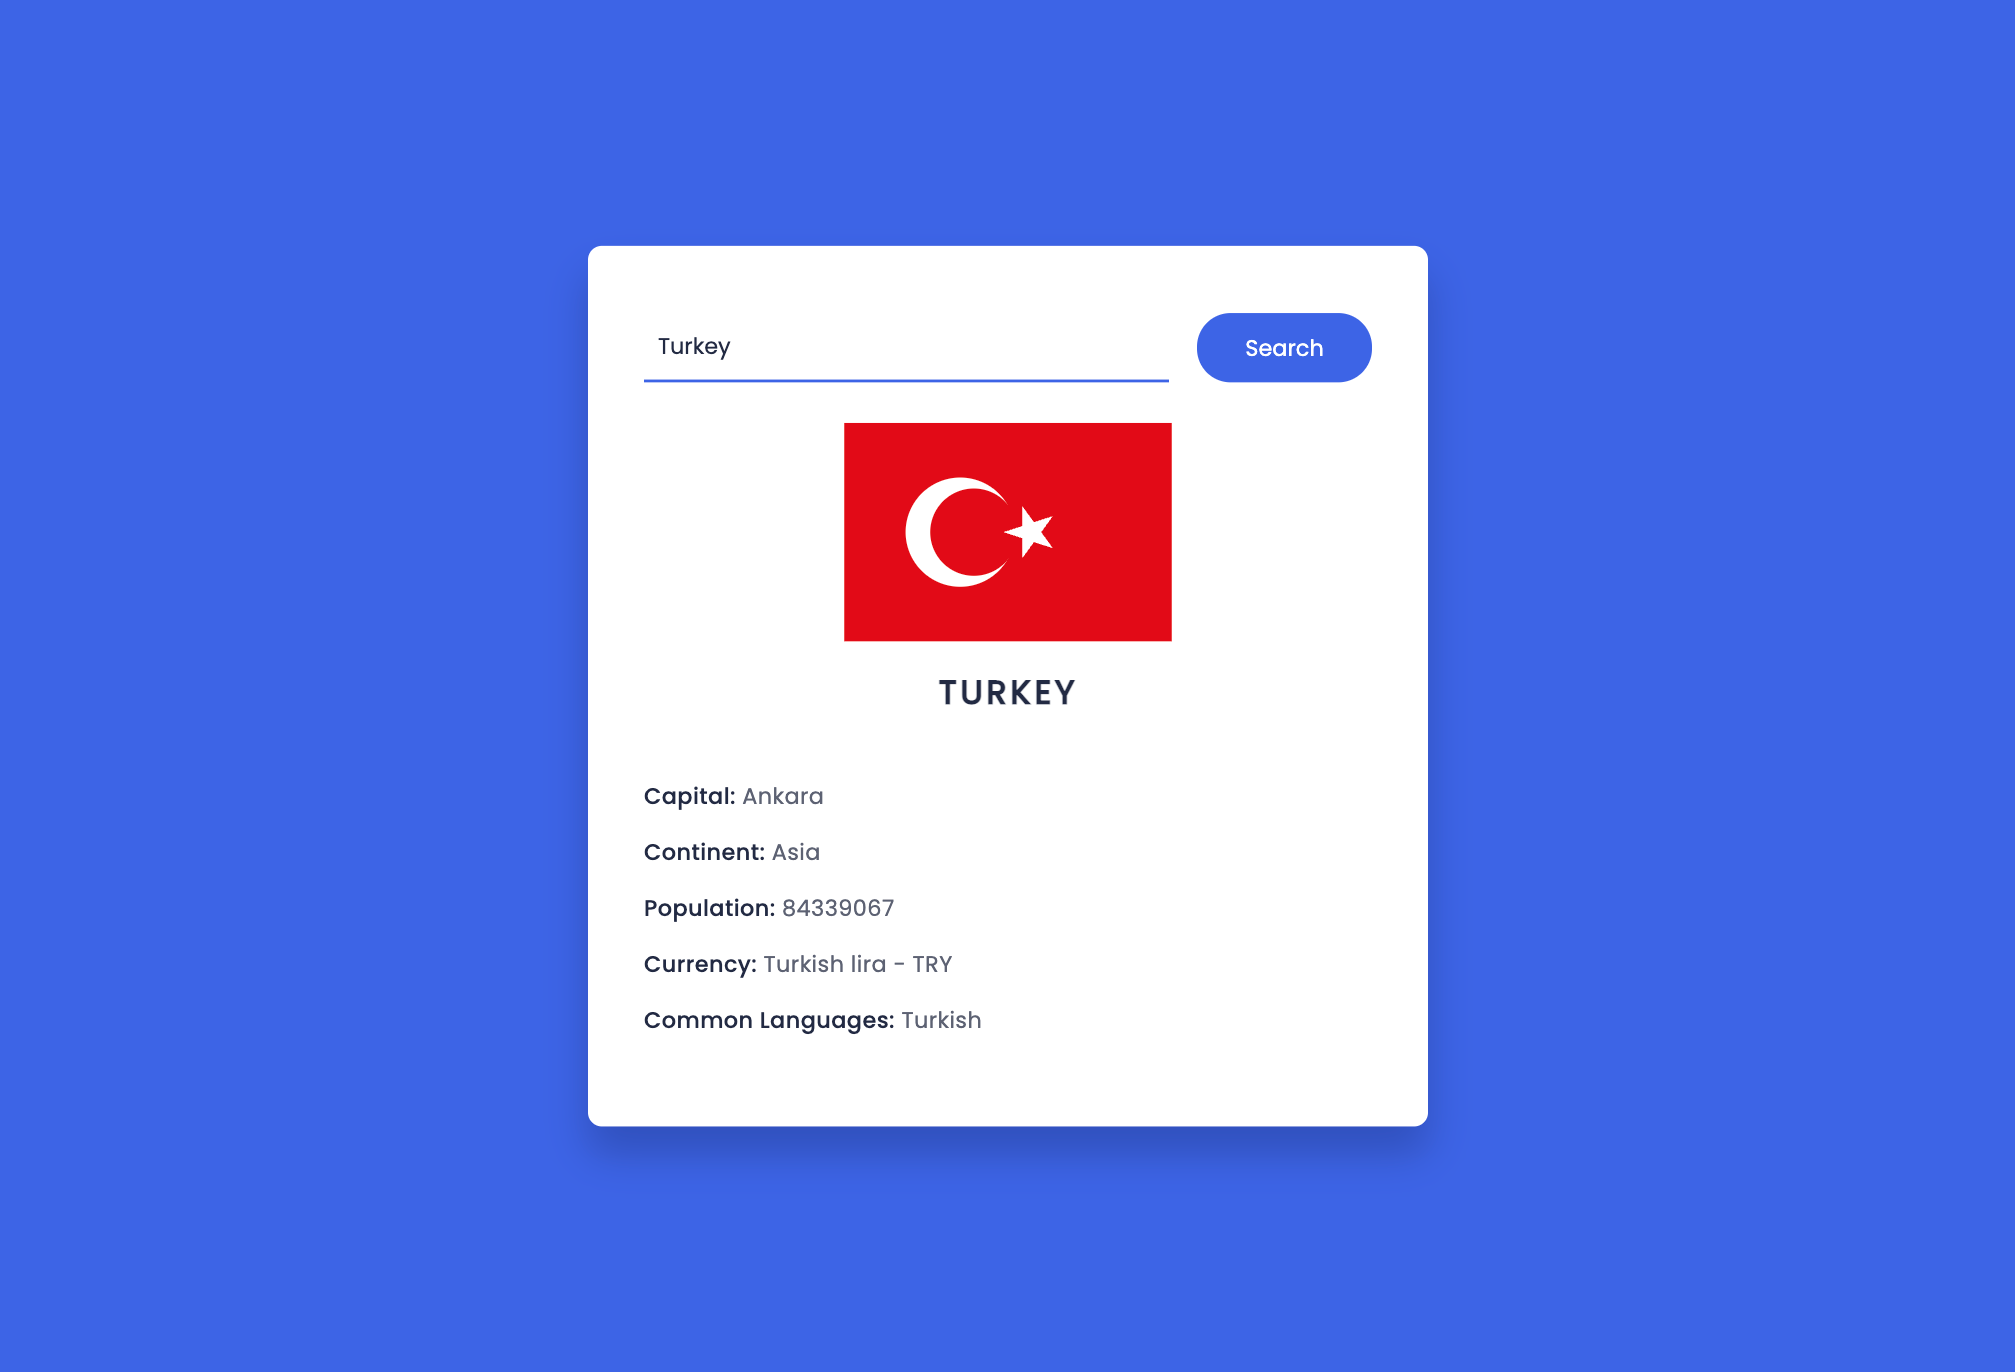 Turkey
Search
TURKEY
Capital: Ankara
Continent: Asia
Population: 84339067
Currency: Turkish lira - TRY
Common Languages: Turkish